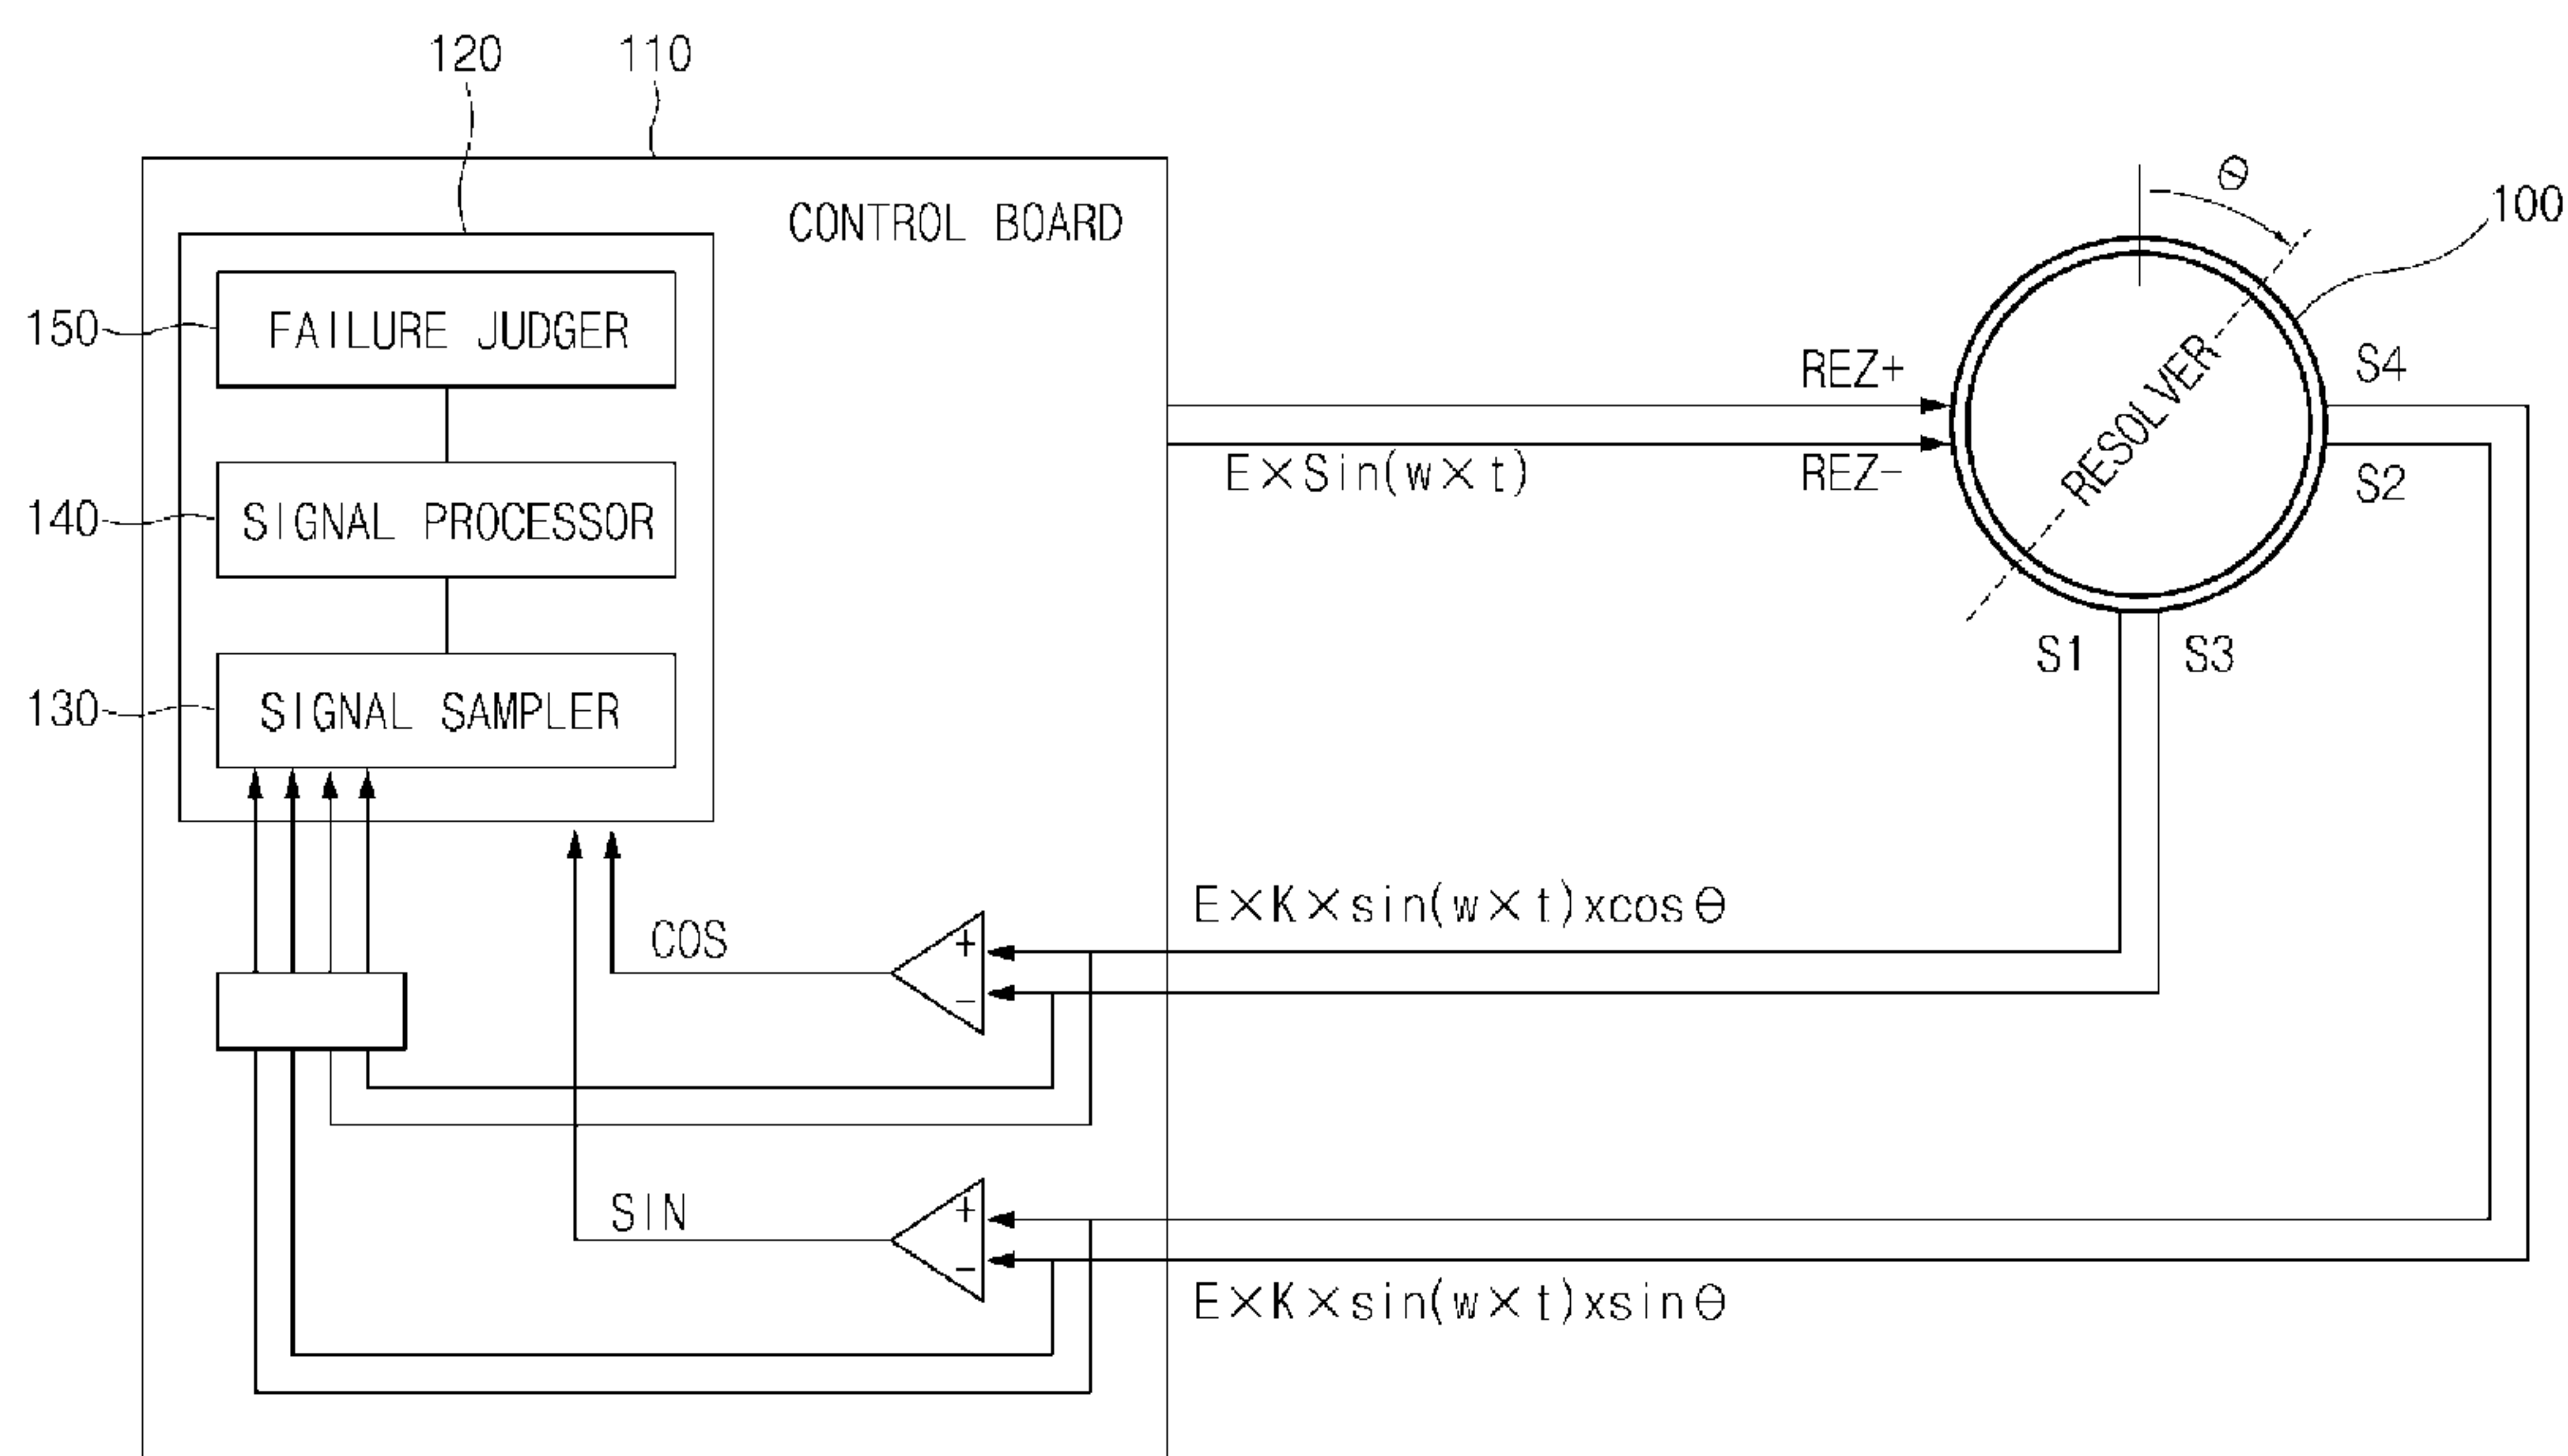 120
110
CONTROL BOARD
θ
100
150
FAILURE JUDGER
REZ+
S4
RESOLVER
E×Sin(w×t)
REZ-
S2
140
SIGNAL PROCESSOR
S1
S3
130
SIGNAL SAMPLER
E×K×sin(w×t)xcosθ
COS
+
−
SIN
+
−
E×K×sin(w×t)xsinθ